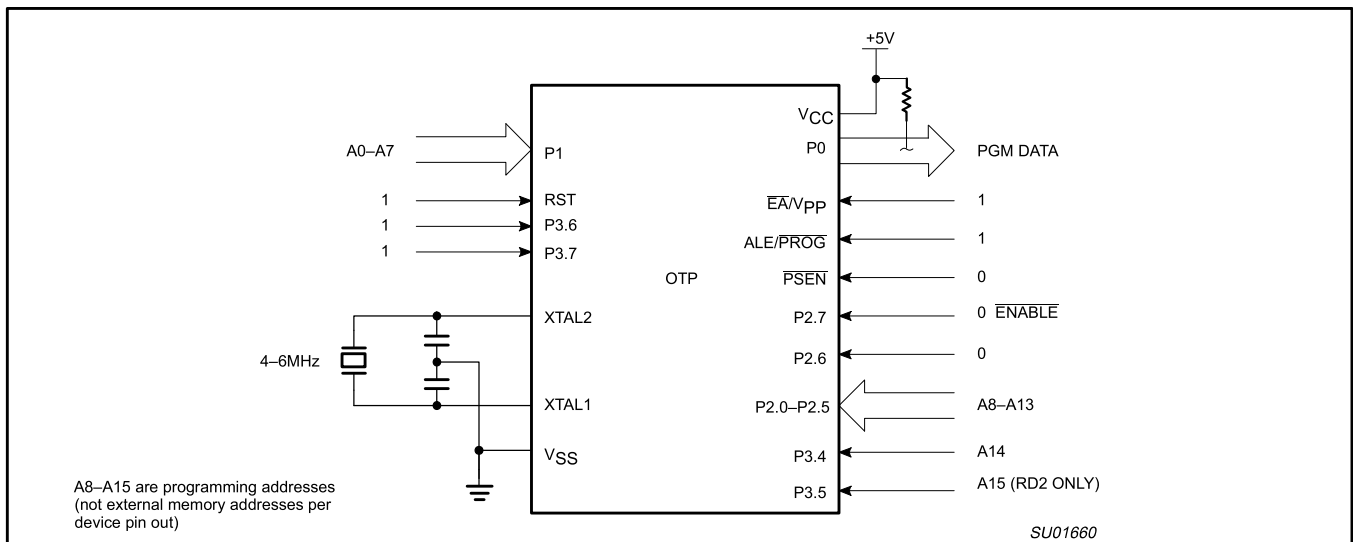 +5V
VCC
A0–A7
P1
P0
PGM DATA
1
RST
EA/VPP
1
1
P3.6
1
P3.7
ALE/PROG
1
OTP
PSEN
0
XTAL2
P2.7
0 ENABLE
4–6MHz
P2.6
0
XTAL1
P2.0–P2.5
A8–A13
VSS
P3.4
A14
P3.5
A15 (RD2 ONLY)
A8–A15 are programming addresses
(not external memory addresses per
device pin out)
SU01660